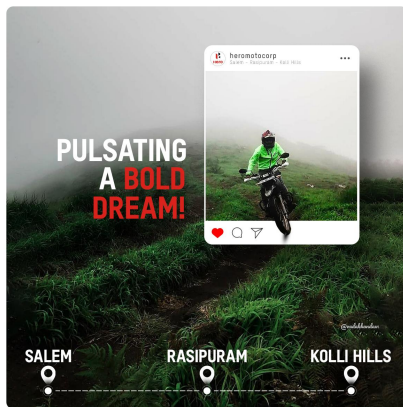 heromotocorp
Salem - Rasipuram - Kolli Hills
PULSATING
A BOLD
DREAM!
SALEM
RASIPURAM
KOLLI HILLS